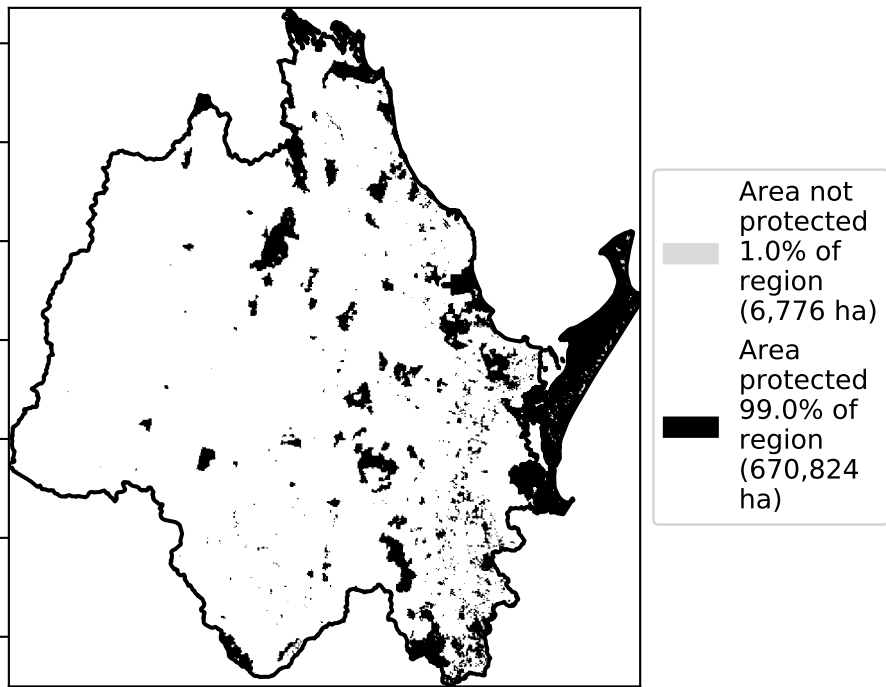 Area not
protected
1.0% of
region
(6,776 ha)
Area
protected
99.0% of
region
(670,824
ha)